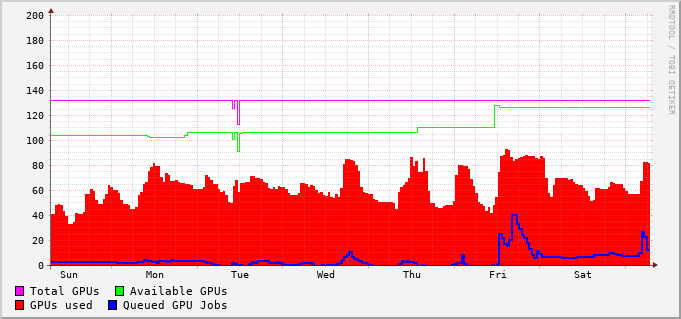 200
180
160
140
120
100
80
60
40
20
0
Sun Mon Tue Wed Thu Fri Sat
Total GPUs Available GPUs
GPUs used Queued GPU Jobs
RRDTOOL / TOBI OETIKER